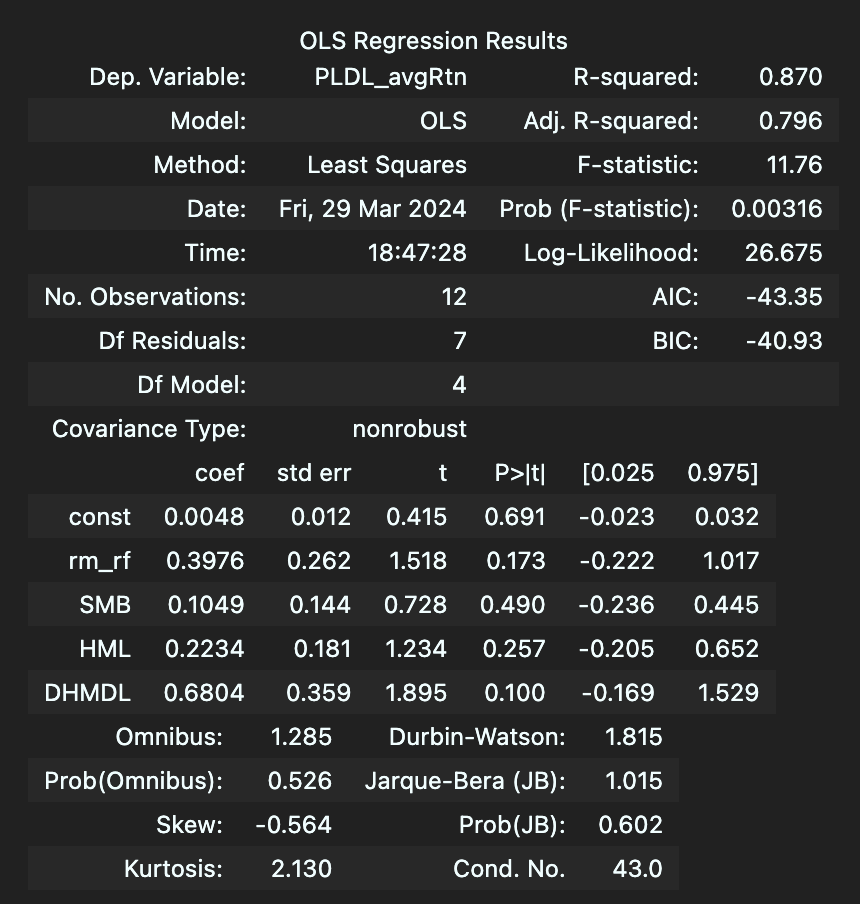 OLS Regression Results
Dep. Variable: PLDL_avgRtn R-squared: 0.870
Model: OLS Adj. R-squared: 0.796
Method: Least Squares F-statistic: 11.76
Date: Fri, 29 Mar 2024 Prob (F-statistic): 0.00316
Time: 18:47:28 Log-Likelihood: 26.675
No. Observations: 12 AIC: -43.35
Df Residuals: 7 BIC: -40.93
Df Model: 4
Covariance Type: nonrobust
coef std err t P>|t| [0.025 0.975]
const 0.0048 0.012 0.415 0.691 -0.023 0.032
rm_rf 0.3976 0.262 1.518 0.173 -0.222 1.017
SMB 0.1049 0.144 0.728 0.490 -0.236 0.445
HML 0.2234 0.181 1.234 0.257 -0.205 0.652
DHMDL 0.6804 0.359 1.895 0.100 -0.169 1.529
Omnibus: 1.285 Durbin-Watson: 1.815
Prob(Omnibus): 0.526 Jarque-Bera (JB): 1.015
Skew: -0.564 Prob(JB): 0.602
Kurtosis: 2.130 Cond. No. 43.0